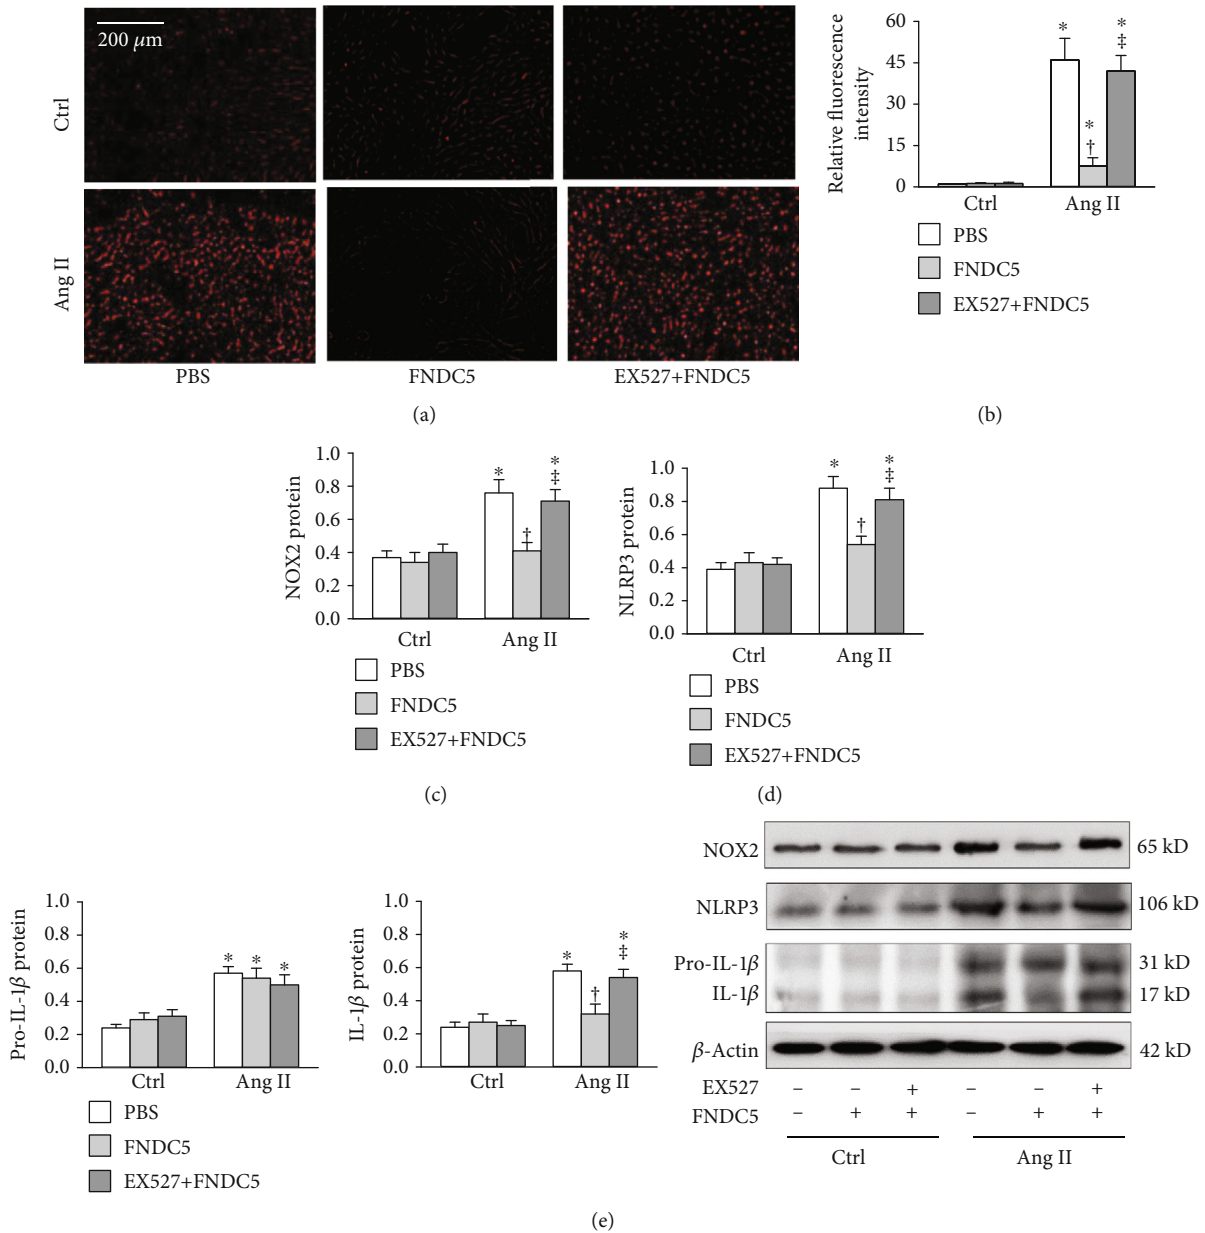 200 μm
Ctrl
Ang II
PBS
FNDC5
EX527+FNDC5
(a)
Relative fluorescence
intensity
60
45
30
15
0
*
*
†
*
‡
Ctrl
Ang II
PBS
FNDC5
EX527+FNDC5
(b)
NOX2 protein
1.0
0.8
0.6
0.4
0.2
0.0
*
†
*
‡
Ctrl
Ang II
PBS
FNDC5
EX527+FNDC5
(c)
NLRP3 protein
1.0
0.8
0.6
0.4
0.2
0.0
*
†
*
‡
Ctrl
Ang II
PBS
FNDC5
EX527+FNDC5
(d)
Pro-IL-1β protein
1.0
0.8
0.6
0.4
0.2
0.0
* * *
Ctrl
Ang II
PBS
FNDC5
EX527+FNDC5
IL-1β protein
1.0
0.8
0.6
0.4
0.2
0.0
*
†
*
‡
Ctrl
Ang II
NOX2 65 kD
NLRP3 106 kD
Pro-IL-1β 31 kD
IL-1β 17 kD
β-Actin 42 kD
EX527 – – + – – +
FNDC5 – + + – + +
Ctrl
Ang II
(e)